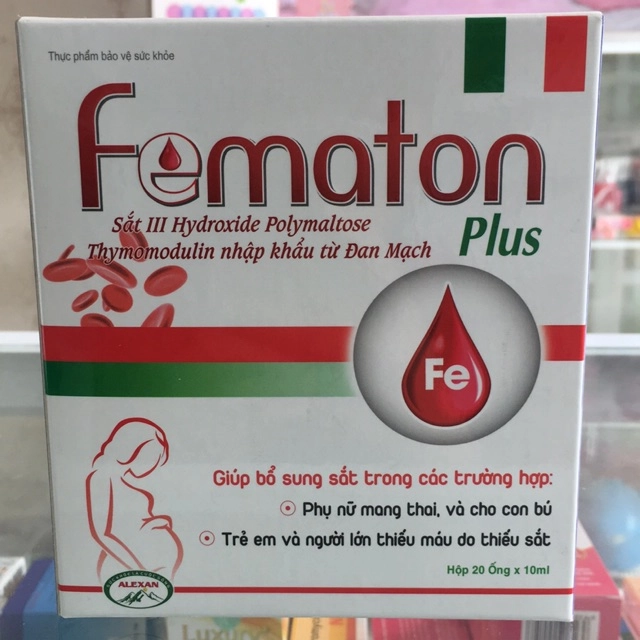 Thực phẩm bảo vệ sức khỏe
Fematon
Plus
Sắt III Hydroxide Polymaltose
Thymomodulin nhập khẩu từ Đan Mạch
Fe
Giúp bổ sung sắt trong các trường hợp:
Phụ nữ mang thai, và cho con bú
Trẻ em và người lớn thiếu máu do thiếu sắt
Hộp 20 Ống x 10ml
ALEXAN